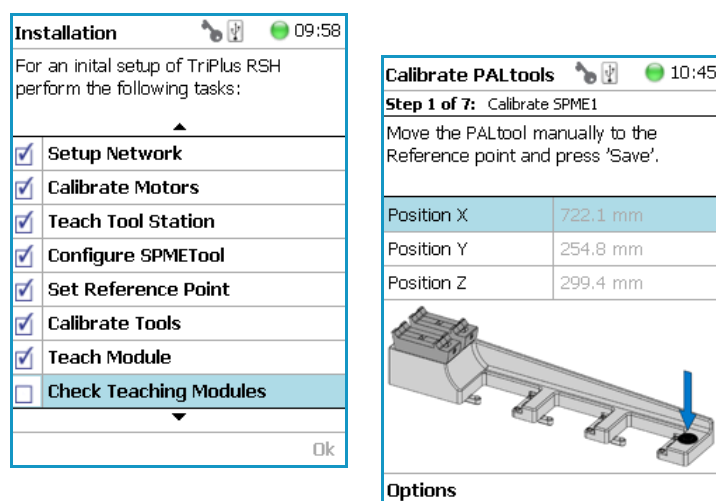 Installation 09:58
For an inital setup of TriPlus RSH
perform the following tasks:
Setup Network
Calibrate Motors
Teach Tool Station
Configure SPMETool
Set Reference Point
Calibrate Tools
Teach Module
Check Teaching Modules
Ok
Calibrate PALtools 10:45
Step 1 of 7: Calibrate SPME1
Move the PALtool manually to the
Reference point and press 'Save'.
Position X 722.1 mm
Position Y 254.8 mm
Position Z 299.4 mm
Options